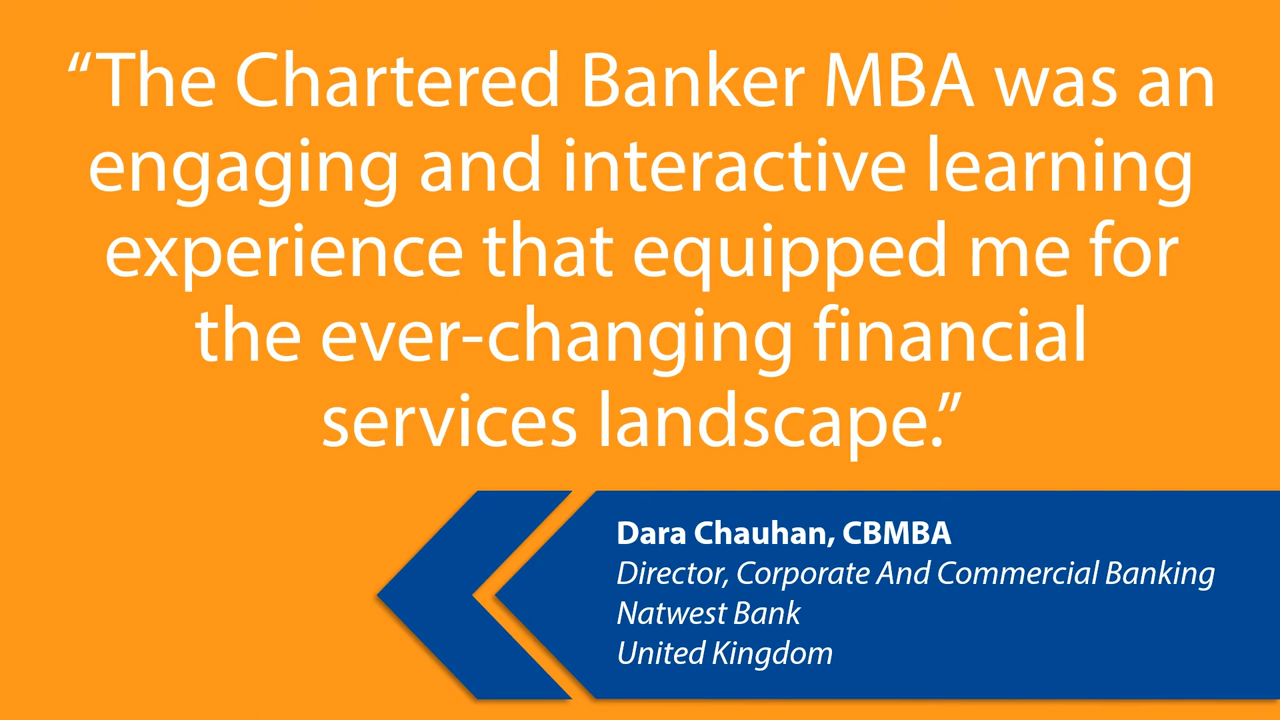 “The Chartered Banker MBA was an
engaging and interactive learning
experience that equipped me for
the ever-changing financial
services landscape.”
Dara Chauhan, CBMBA
Director, Corporate And Commercial Banking
Natwest Bank
United Kingdom